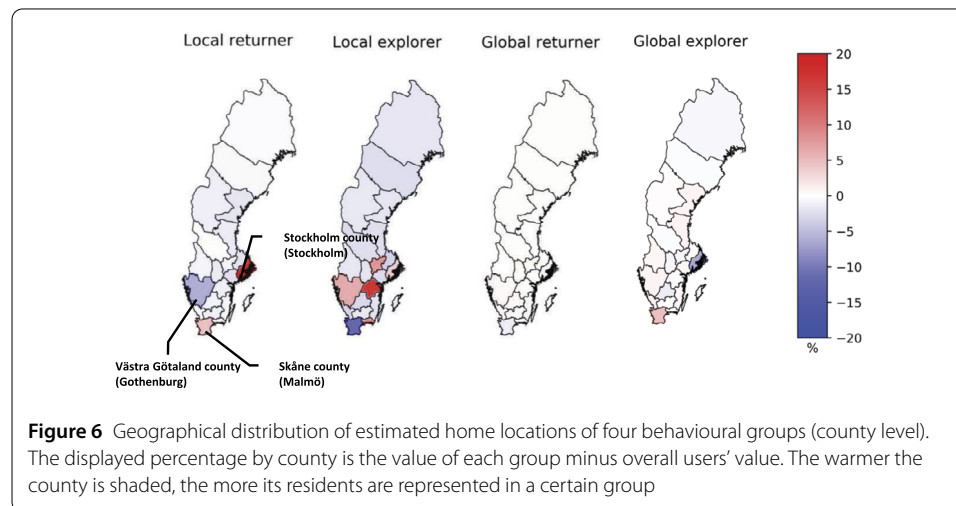 Local returner Local explorer Global returner Global explorer
20
15
10
5
0
−5
−10
−15
−20
%
Stockholm county
(Stockholm)
Västra Götaland county
(Gothenburg)
Skåne county
(Malmö)
Figure 6 Geographical distribution of estimated home locations of four behavioural groups (county level).
The displayed percentage by county is the value of each group minus overall users’ value. The warmer the
county is shaded, the more its residents are represented in a certain group